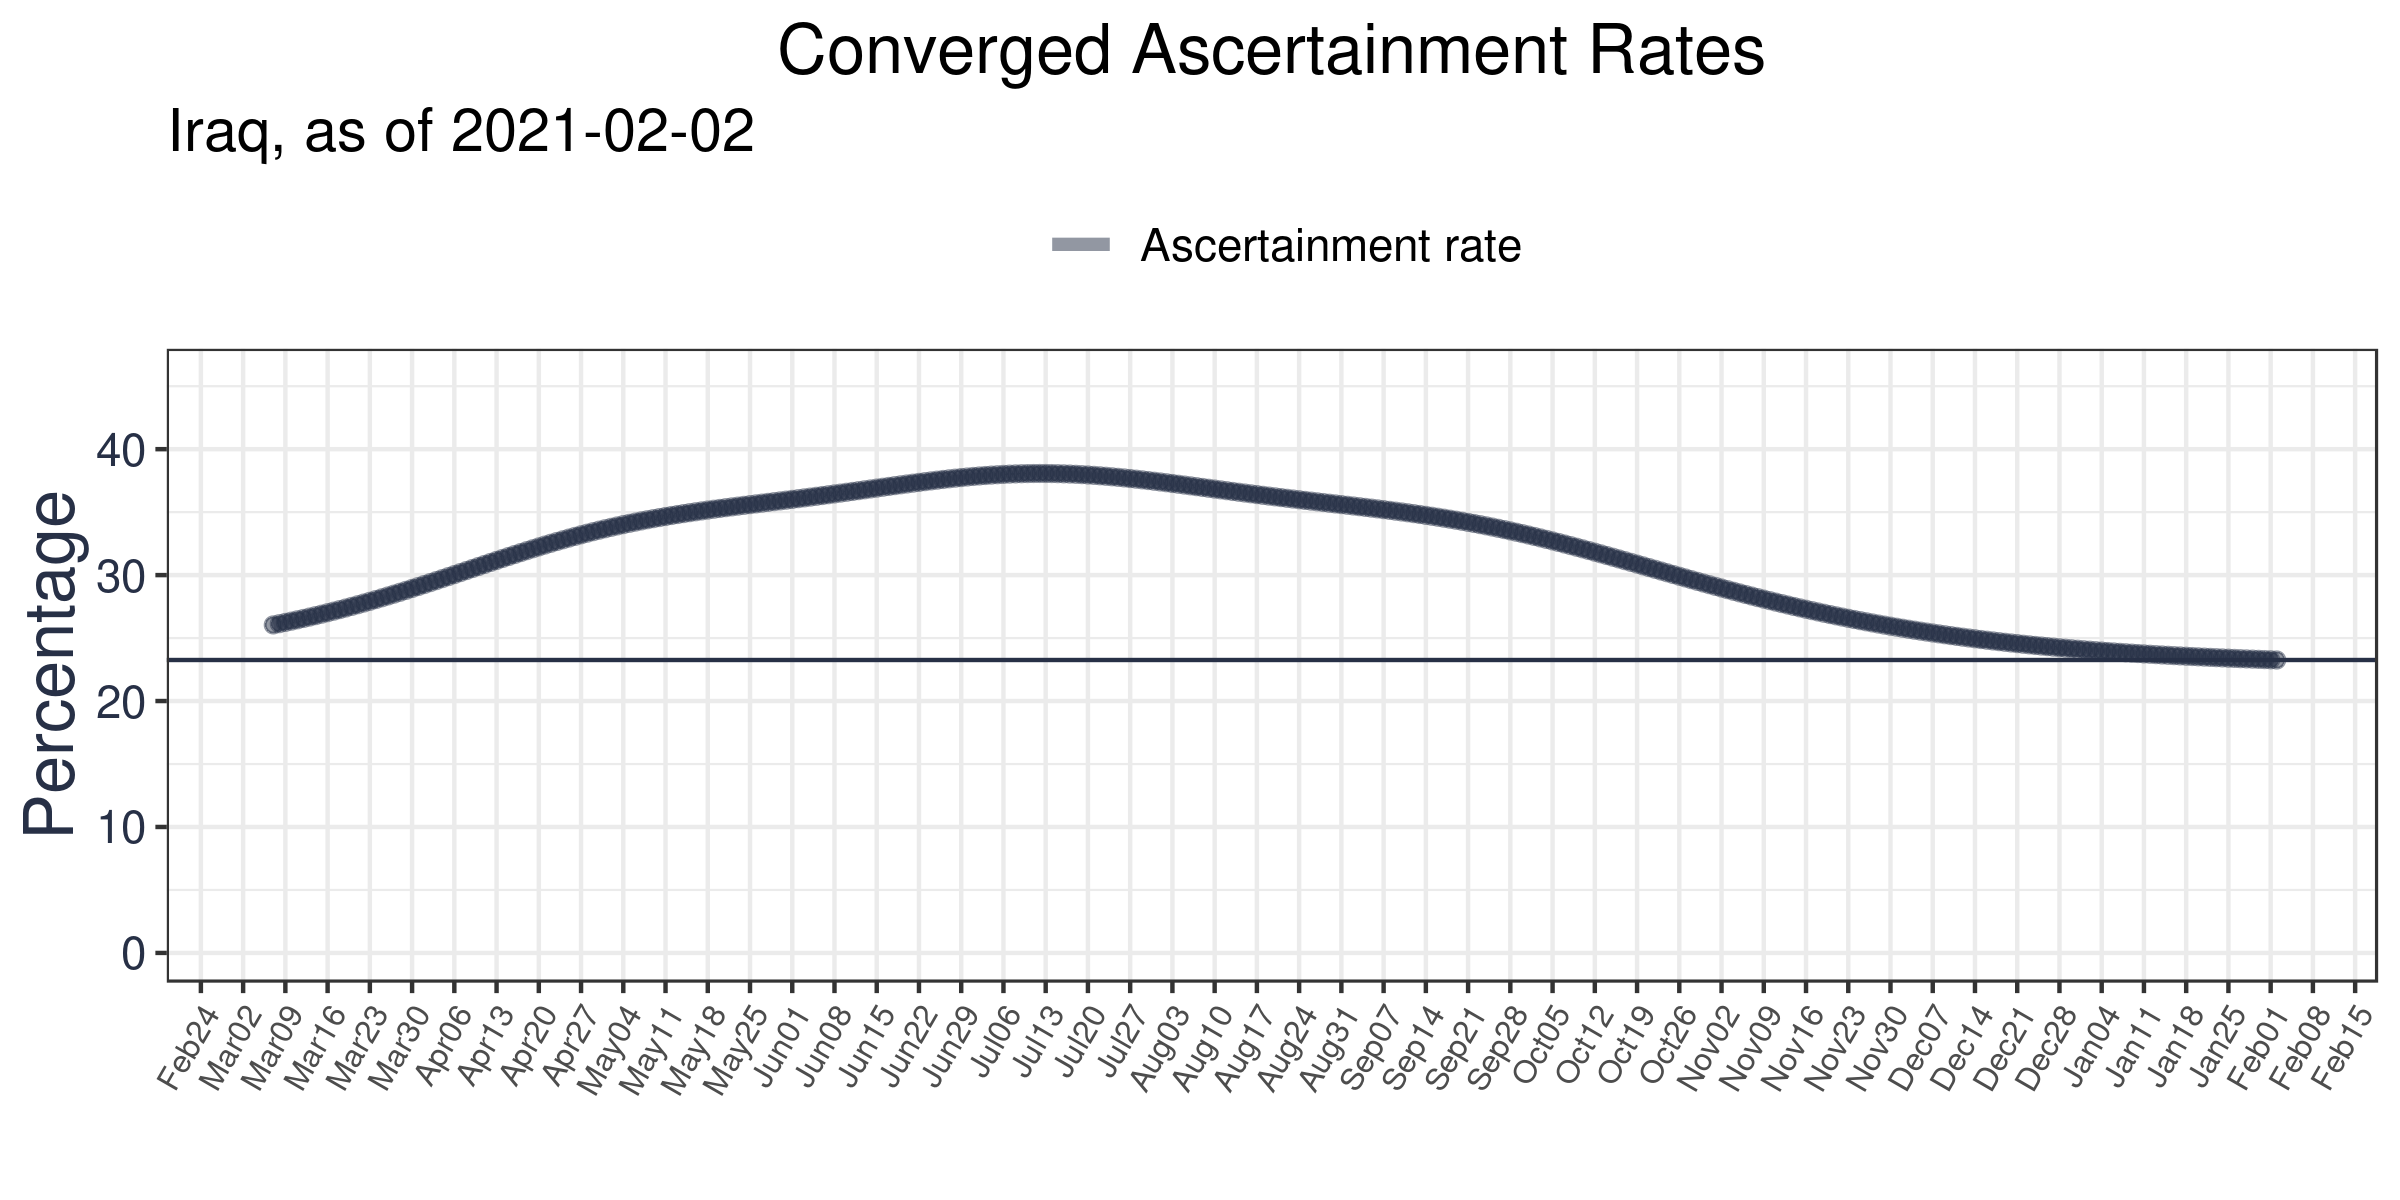 Converged Ascertainment Rates
Iraq, as of 2021-02-02
Ascertainment rate
Percentage
40
30
20
10
0
Feb24 Mar02 Mar09 Mar16 Mar23 Mar30 Apr06 Apr13 Apr20 Apr27 May04 May11 May18 May25 Jun01 Jun08 Jun15 Jun22 Jun29 Jul06 Jul13 Jul20 Jul27 Aug03 Aug10 Aug17 Aug24 Aug31 Sep07 Sep14 Sep21 Sep28 Oct05 Oct12 Oct19 Oct26 Nov02 Nov09 Nov16 Nov23 Nov30 Dec07 Dec14 Dec21 Dec28 Jan04 Jan11 Jan18 Jan25 Feb01 Feb08 Feb15